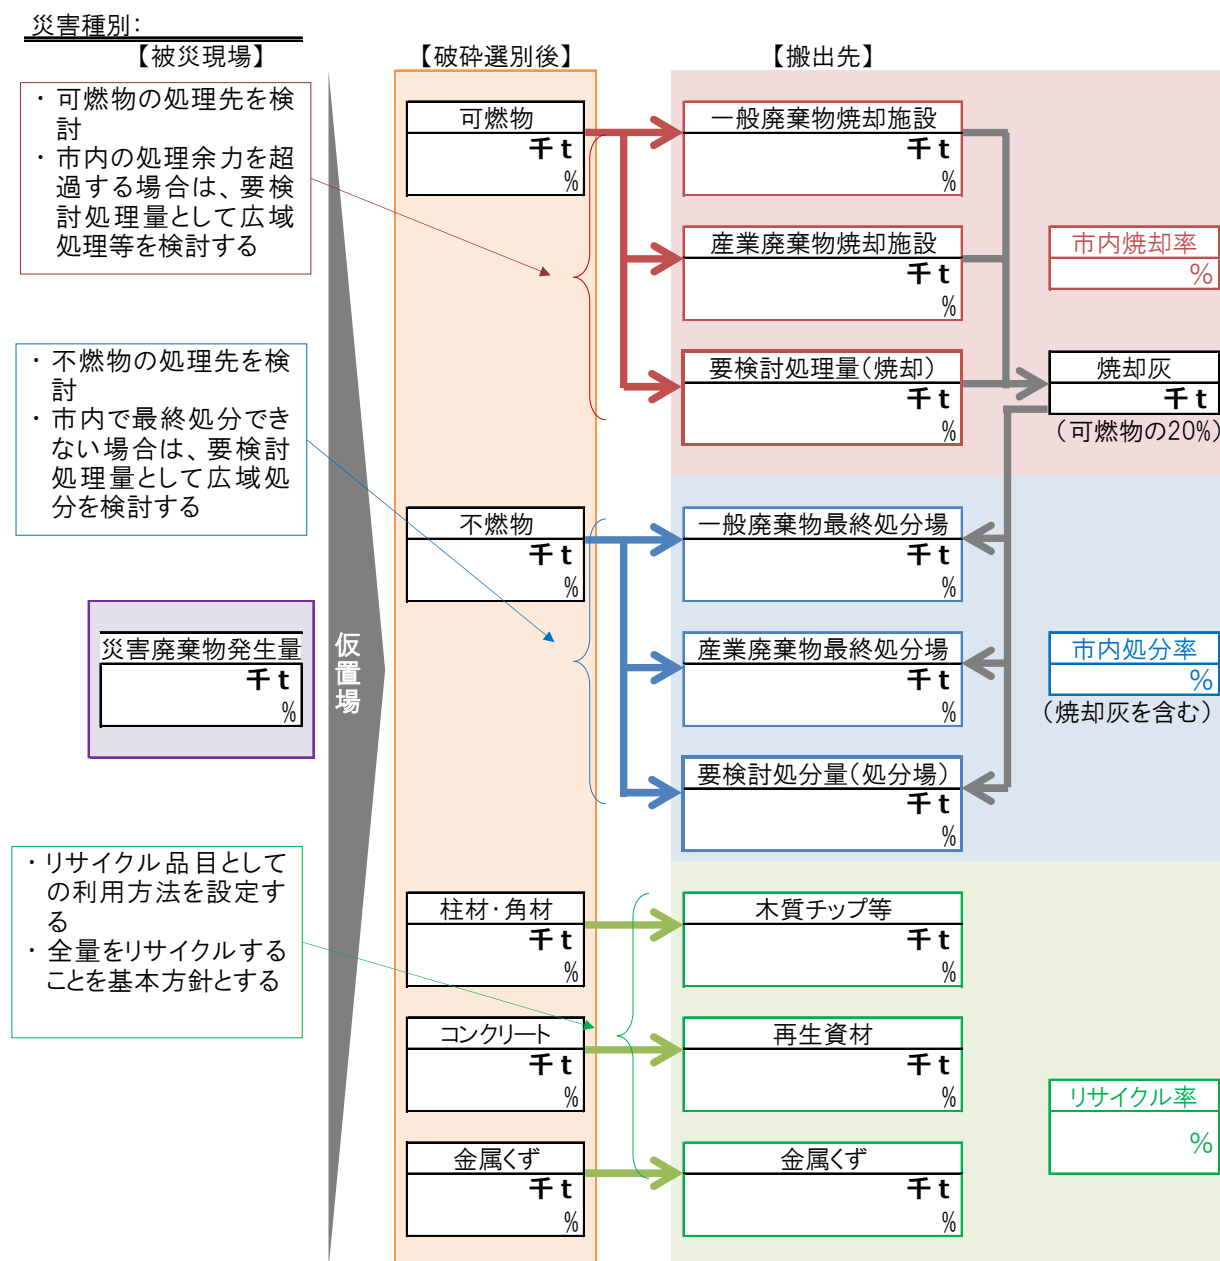 災害種別:
【被災現場】
【破砕選別後】
【搬出先】
・可燃物の処理先を検
討
・市内の処理余力を超
過する場合は、要検
討処理量として広域
処理等を検討する
・不燃物の処理先を検
討
・市内で最終処分でき
ない場合は、要検討
処理量として広域処
分を検討する
災害廃棄物発生量
千t
%
・リサイクル品目として
の利用方法を設定す
る
・全量をリサイクルする
ことを基本方針とする
仮置場
可燃物
千t
%
不燃物
千t
%
柱材・角材
千t
%
コンクリート
千t
%
金属くず
千t
%
一般廃棄物焼却施設
千t
%
産業廃棄物焼却施設
千t
%
要検討処理量(焼却)
千t
%
一般廃棄物最終処分場
千t
%
産業廃棄物最終処分場
千t
%
要検討処分量(処分場)
千t
%
木質チップ等
千t
%
再生資材
千t
%
金属くず
千t
%
市内焼却率
%
焼却灰
千t
(可燃物の20%)
市内処分率
%
(焼却灰を含む)
リサイクル率
%